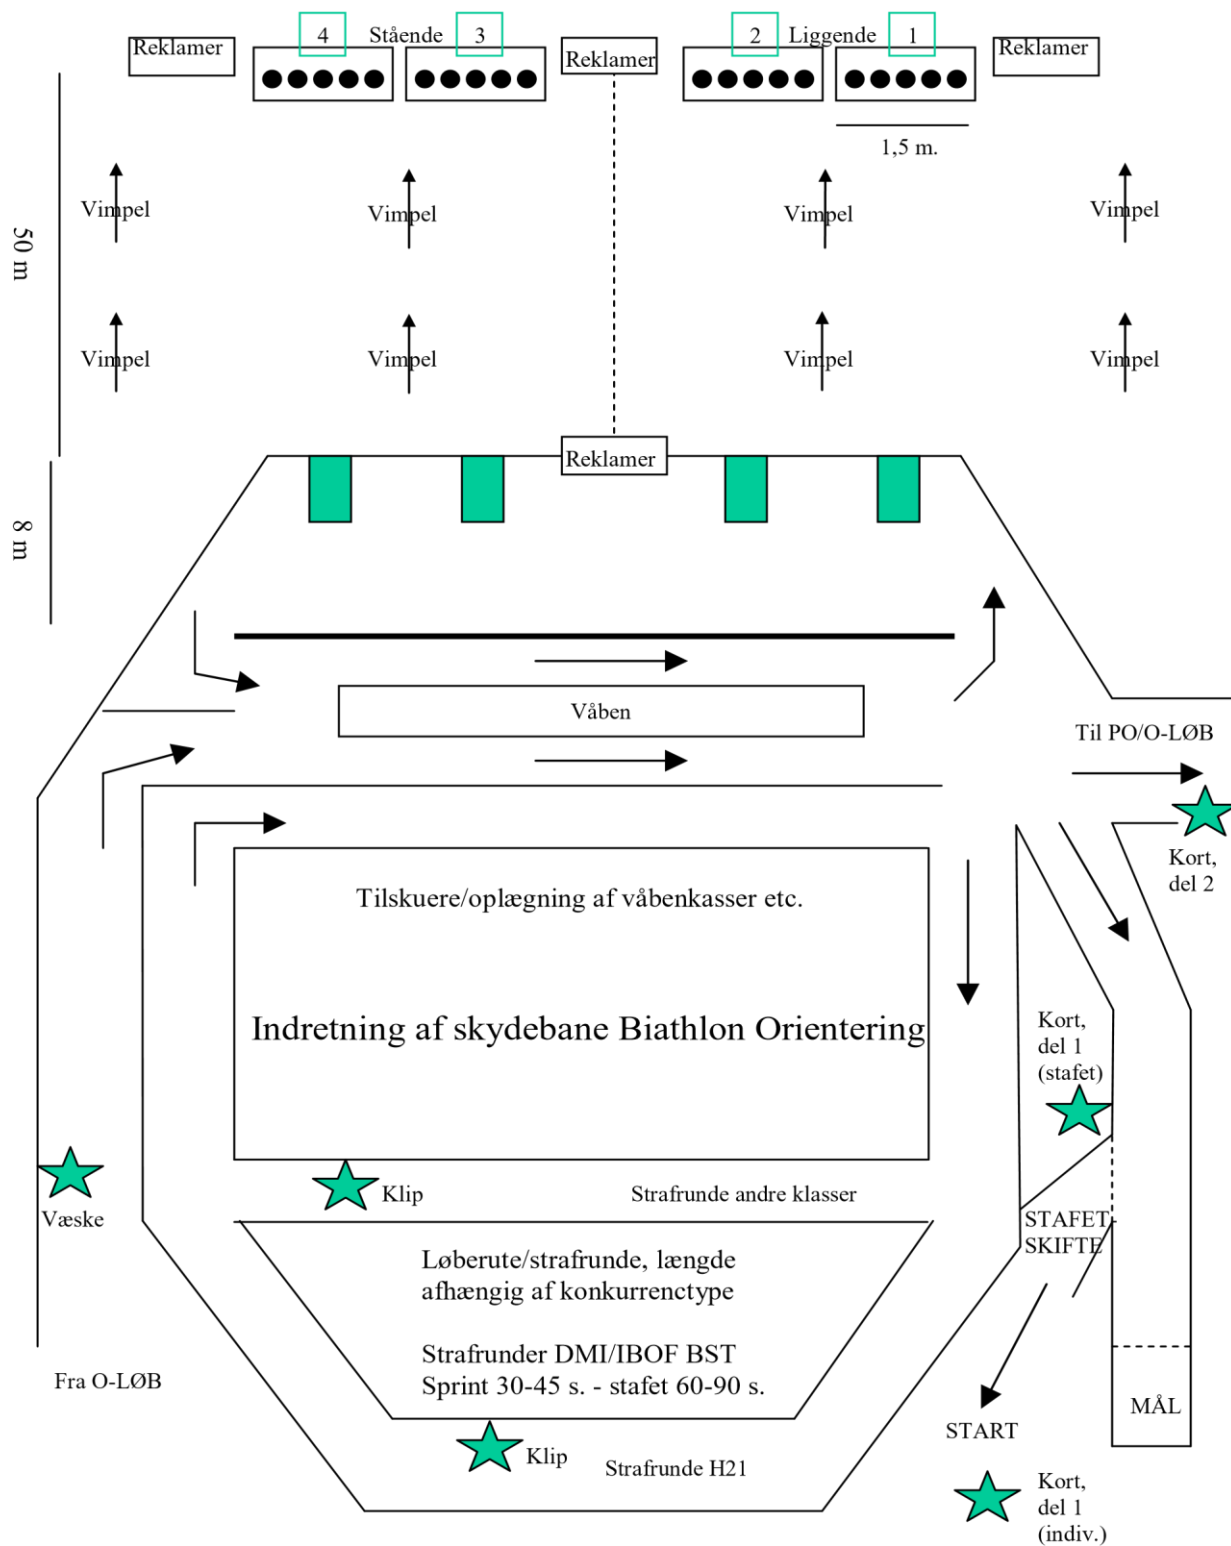 4 Stående 3
2 Liggende 1
Reklamer
Reklamer
Reklamer
1,5 m.
Vimpel
Vimpel
Vimpel
Vimpel
50 m
Vimpel
Vimpel
Vimpel
Vimpel
Reklamer
8 m
Våben
Til PO/O-LØB
Kort,
del 2
Tilskuere/oplægning af våbenkasser etc.
Indretning af skydebane Biathlon Orientering
Kort,
del 1
(stafet)
Væske
Klip
Strafrunde andre klasser
STAFET
SKIFTE
Løberute/strafrunde, længde
afhængig af konkurrenctype
Strafrunder DMI/IBOF BST
Sprint 30-45 s. - stafet 60-90 s.
Fra O-LØB
MÅL
START
Klip
Strafrunde H21
Kort,
del 1
(indiv.)